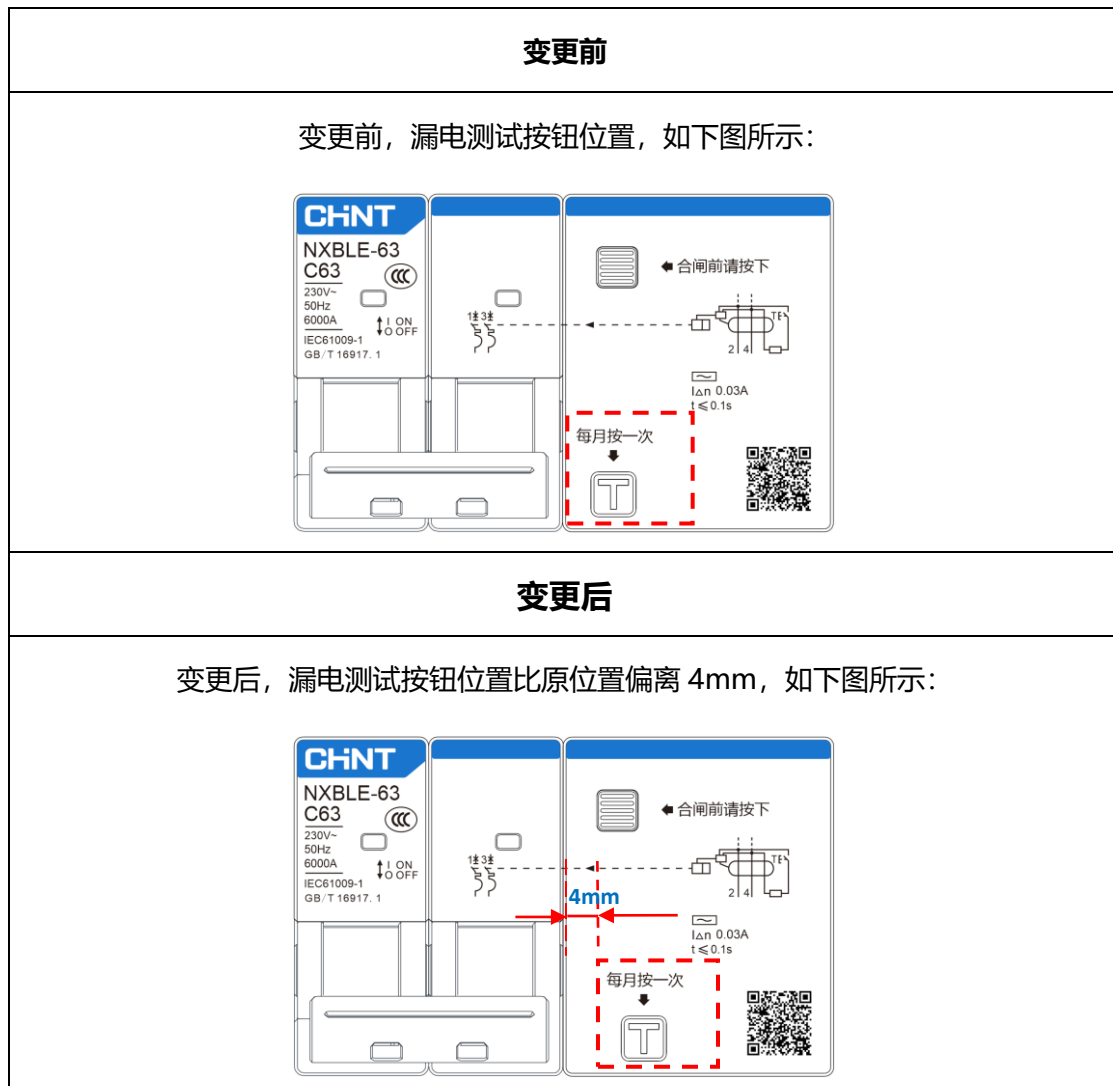 变更前
变更前，漏电测试按钮位置，如下图所示：
CHiNT
NXBLE-63
C63
CCC
230V~
50Hz
6000A
I ON
O OFF
IEC61009-1
GB/T 16917. 1
1 3
合闸前请按下
TE
2 4
I△n 0.03A
t≤0.1s
每月按一次
T
变更后
变更后，漏电测试按钮位置比原位置偏离 4mm，如下图所示：
CHiNT
NXBLE-63
C63
CCC
230V~
50Hz
6000A
I ON
O OFF
IEC61009-1
GB/T 16917. 1
1 3
合闸前请按下
TE
2 4
4mm
I△n 0.03A
t≤0.1s
每月按一次
T